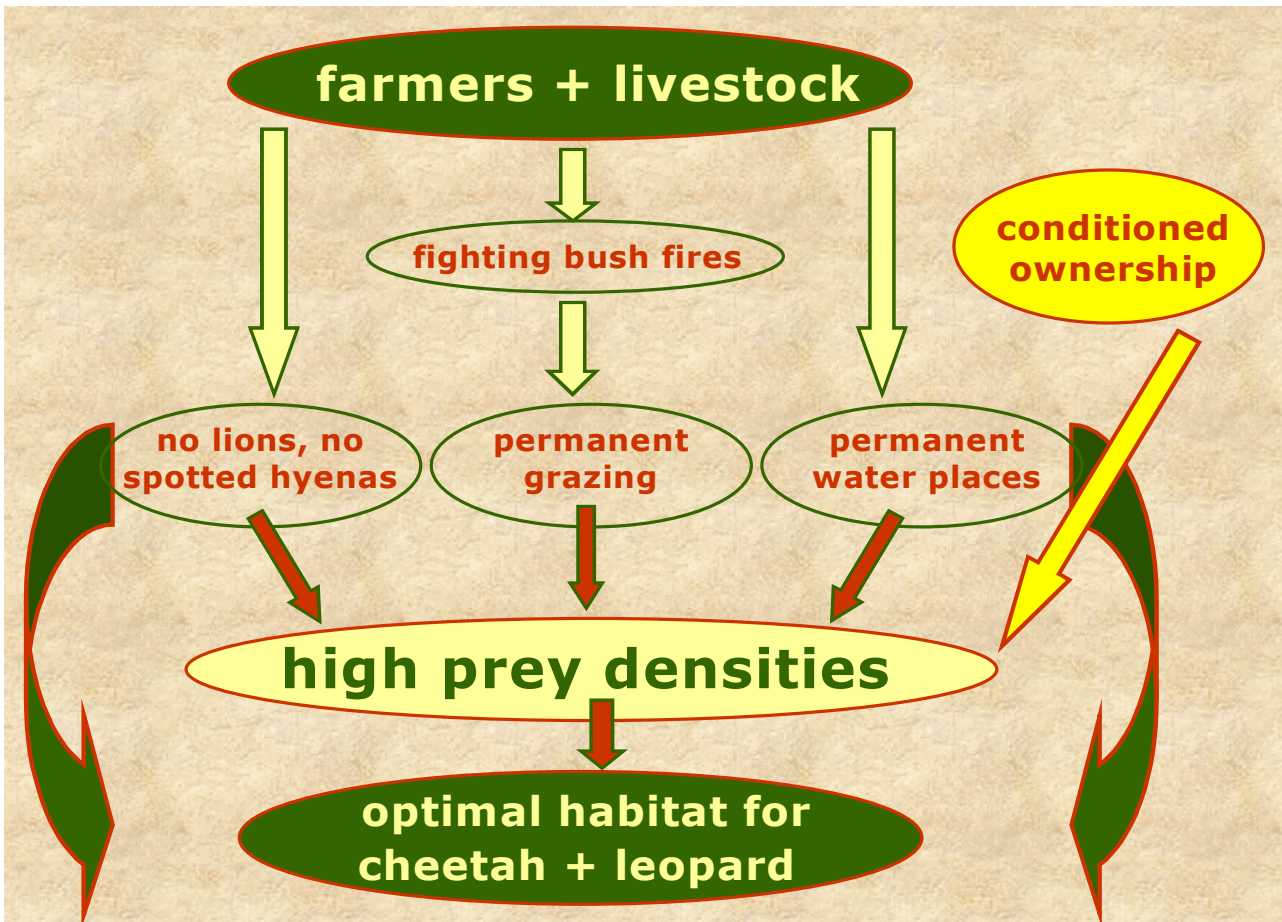 farmers + livestock
fighting bush fires
conditioned
ownership
no lions, no
spotted hyenas
permanent
grazing
permanent
water places
high prey densities
optimal habitat for
cheetah + leopard